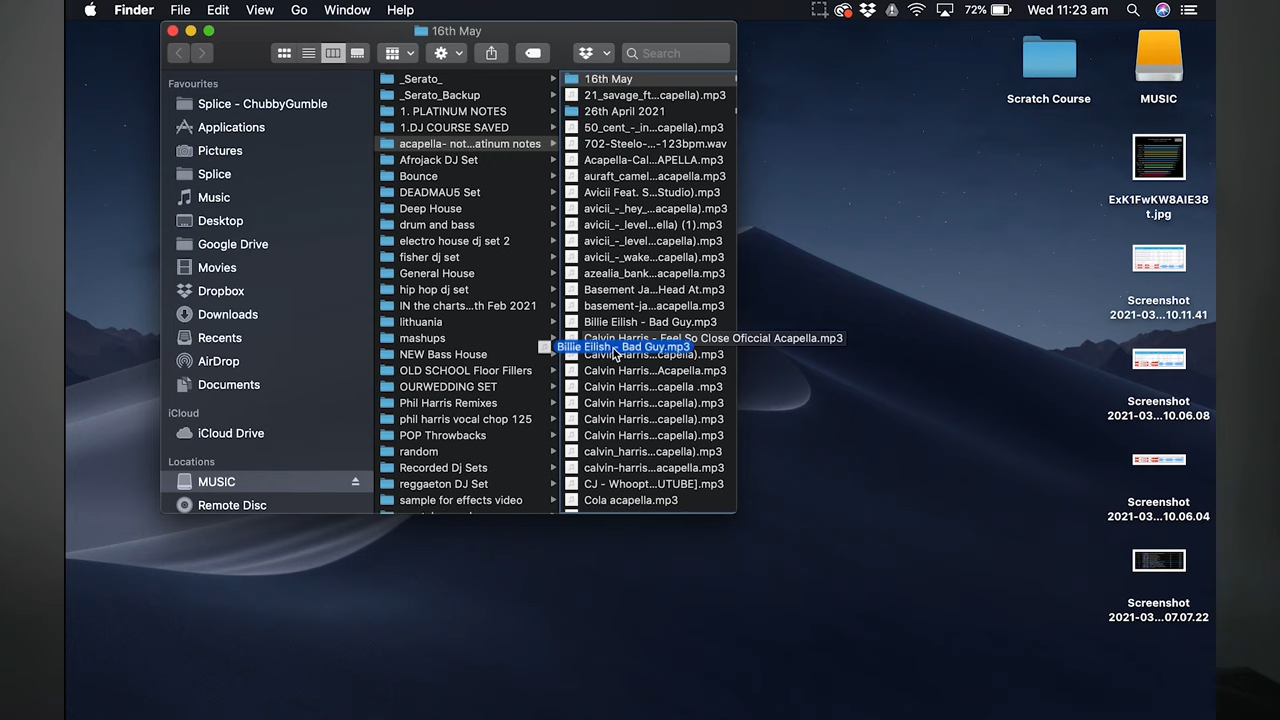 Finder File Edit View Go Window Help
72% Wed 11:23 am
16th May
Search
Favourites
Splice - ChubbyGumble
Applications
Pictures
Splice
Music
Desktop
Google Drive
Movies
Dropbox
Downloads
Recents
AirDrop
Documents
iCloud
iCloud Drive
Locations
MUSIC
Remote Disc
_Serato_
_Serato_Backup
1. PLATINUM NOTES
1.DJ COURSE SAVED
Afrojack DJ Set
Bounce
DEADMAU5 Set
Deep House
drum and bass
electro house dj set 2
fisher dj set
General House
hip hop dj set
IN the charts...th Feb 2021
lithuania
mashups
NEW Bass House
OLD SCHOOL Floor Fillers
OURWEDDING SET
Phil Harris Remixes
phil harris vocal chop 125
POP Throwbacks
random
Recorded Dj Sets
reggaeton DJ Set
sample for effects video
16th May
21_savage_ft...capella).mp3
26th April 2021
50_cent_-_in...capella).mp3
702-St...-123bpm.wav
Acapella-Cal...APELLA.mp3
auraft_camel...capella).mp3
Avicii Feat. S...Studio).mp3
avicii_-_hey_...acapella).mp3
avicii_-_level...ella) (1).mp3
avicii_-_level...capella).mp3
avicii_-_wake...capella).mp3
azealia_bank...acapella.mp3
Basement Ja...Head At.mp3
basement-ja...acapella.mp3
Billie Eilish - Bad Guy.mp3
Calvin Harris - Feel So Close Oficcial Acapella.mp3
Billie Eilish - Bad Guy.mp3
Calvin Harris...capella).mp3
Calvin Harris...Acapella.mp3
Calvin Harris...capella .mp3
Calvin Harris...capella).mp3
Calvin Harris...capella).mp3
Calvin Harris...capella).mp3
calvin_harris...capella).mp3
calvin-harris...acapella.mp3
CJ - Whoopt...UTUBE].mp3
Cola acapella.mp3
Scratch Course
MUSIC
ExK1FwKW8AIE38
t.jpg
Screenshot
2021-03...10.11.41
Screenshot
2021-03...10.06.08
Screenshot
2021-03...10.06.04
Screenshot
2021-03...07.07.22